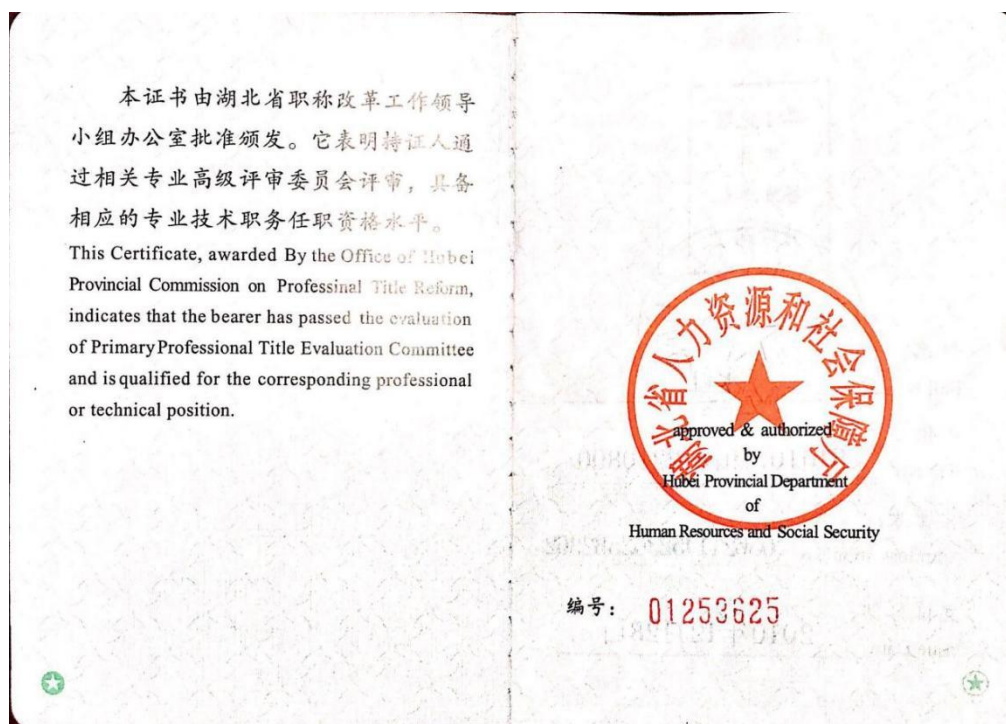 本证书由湖北省职称改革工作领导
小组办公室批准颁发。它表明持证人通
过相关专业高级评审委员会评审，具备
相应的专业技术职务任职资格水平。
This Certificate, awarded By the Office of Hubei
Provincial Commission on Professinal Title Reform,
indicates that the bearer has passed the evaluation
of Primary Professional Title Evaluation Committee
and is qualified for the corresponding professional
or technical position.
湖北省人力资源和社会保障厅
approved & authorized
by
Hubei Provincial Department
of
Human Resources and Social Security
编号： 01253625